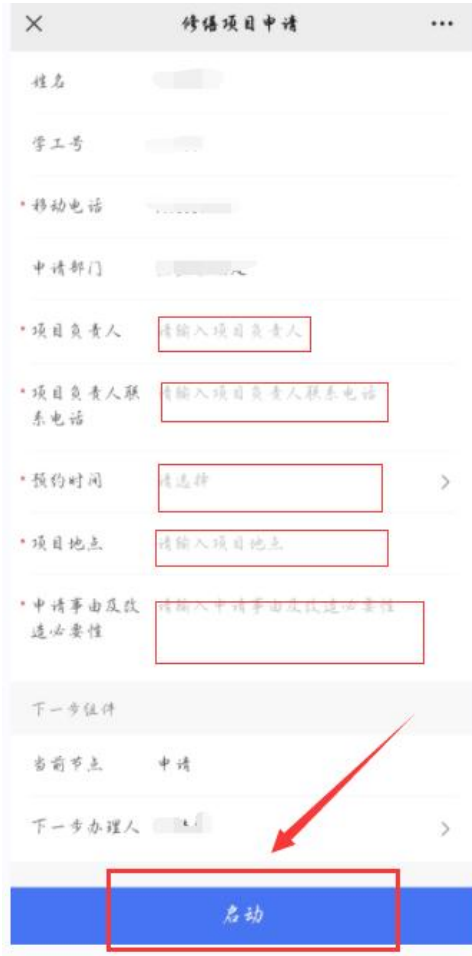 修缮项目申请
姓名
学工号
*移动电话
申请部门
*项目负责人 请输入项目负责人
*项目负责人联 请输入项目负责人联系电话
系电话
*预约时间 请选择
*项目地点 请输入项目地点
*申请事由及改 请输入申请事由及改造必要性
造必要性
下一步组件
当前节点 申请
下一步办理人
启动